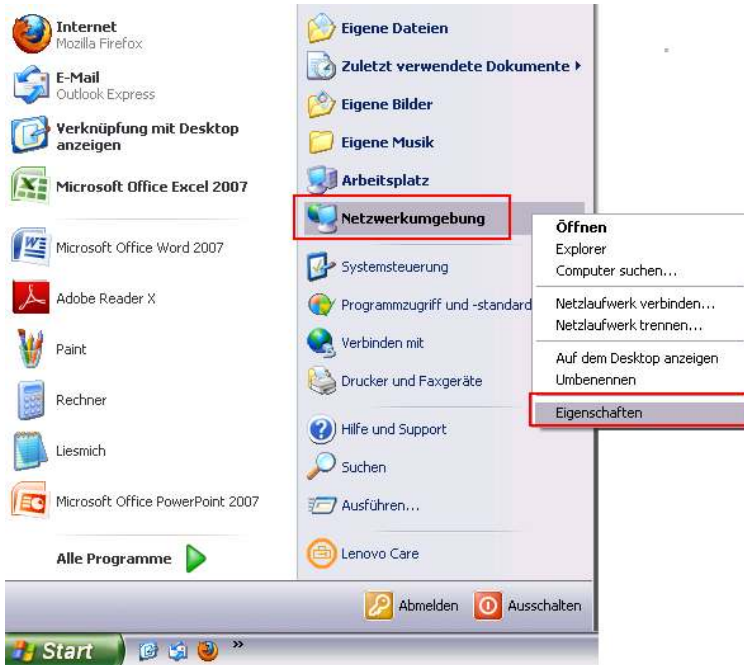 Internet
Mozilla Firefox
E-Mail
Outlook Express
Verknüpfung mit Desktop
anzeigen
Microsoft Office Excel 2007
Microsoft Office Word 2007
Adobe Reader X
Paint
Rechner
Liesmich
Microsoft Office PowerPoint 2007
Alle Programme
Eigene Dateien
Zuletzt verwendete Dokumente
Eigene Bilder
Eigene Musik
Arbeitsplatz
Netzwerkumgebung
Systemsteuerung
Programmzugriff und -standard
Verbinden mit
Drucker und Faxgeräte
Hilfe und Support
Suchen
Ausführen...
Lenovo Care
Öffnen
Explorer
Computer suchen...
Netzlaufwerk verbinden...
Netzlaufwerk trennen...
Auf dem Desktop anzeigen
Umbenennen
Eigenschaften
Abmelden
Ausschalten
Start